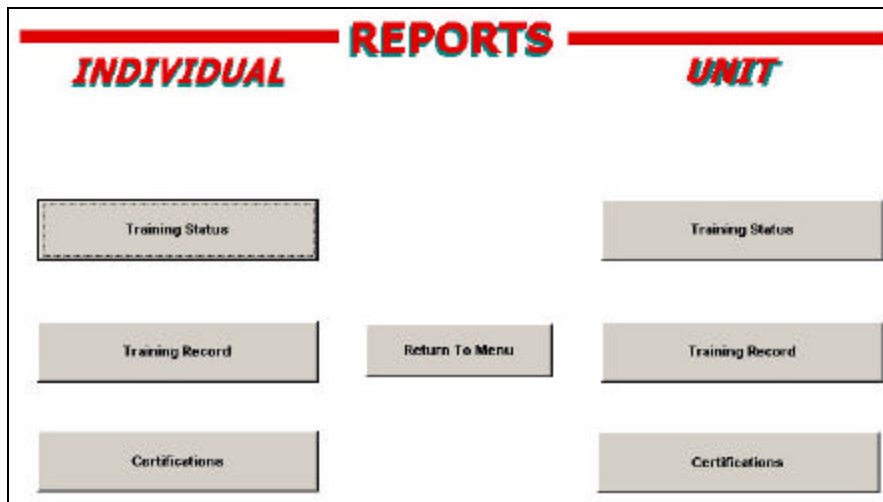 REPORTS
INDIVIDUAL
UNIT
Training Status
Training Status
Training Record
Return To Menu
Training Record
Certifications
Certifications